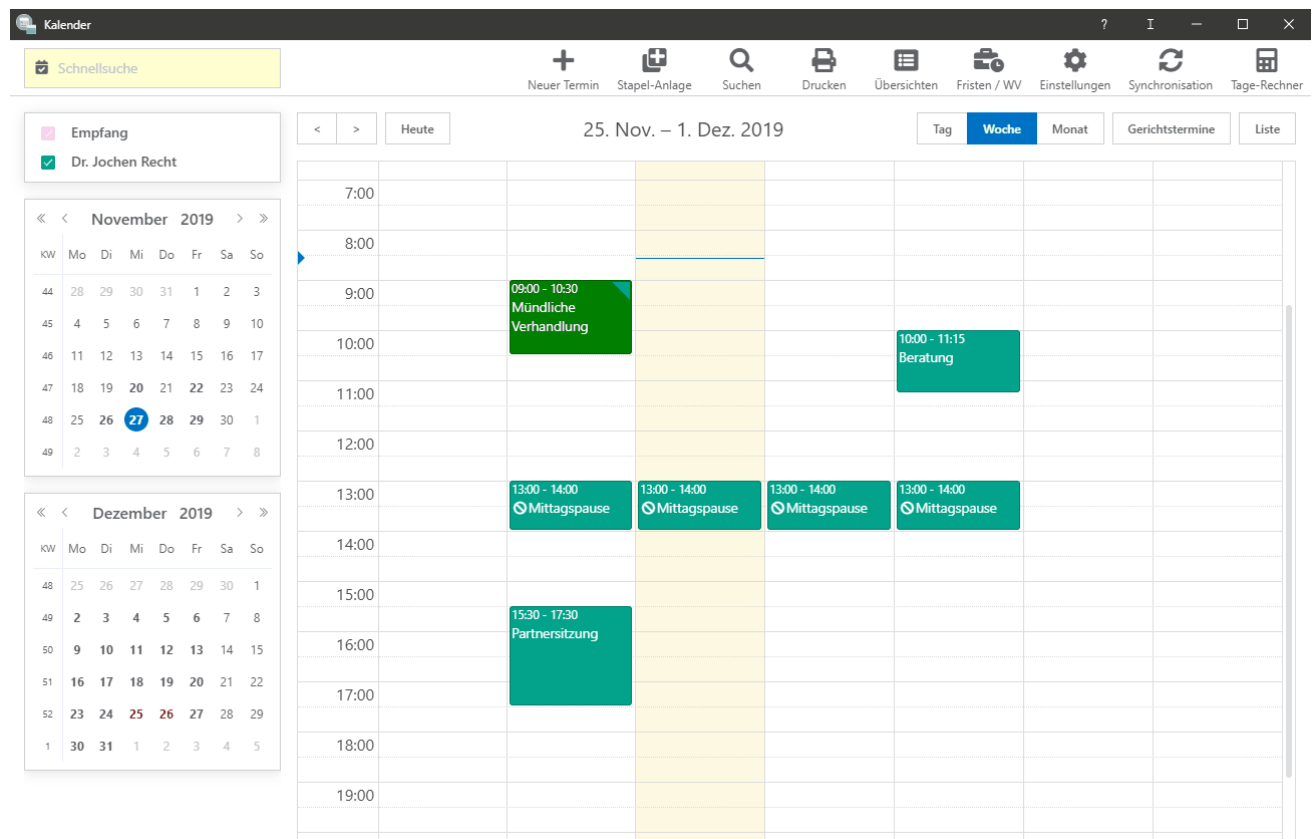 Kalender
? I
Schnellsuche
Neuer Termin Stapel-Anlage Suchen Drucken Übersichten Fristen / WV Einstellungen Synchronisation Tage-Rechner
Empfang
Dr. Jochen Recht
« < November 2019 > »
KW Mo Di Mi Do Fr Sa So
44 28 29 30 31 1 2 3
45 4 5 6 7 8 9 10
46 11 12 13 14 15 16 17
47 18 19 20 21 22 23 24
48 25 26 27 28 29 30 1
49 2 3 4 5 6 7 8
« < Dezember 2019 > »
KW Mo Di Mi Do Fr Sa So
48 25 26 27 28 29 30 1
49 2 3 4 5 6 7 8
50 9 10 11 12 13 14 15
51 16 17 18 19 20 21 22
52 23 24 25 26 27 28 29
1 30 31 1 2 3 4 5
< > Heute 25. Nov. – 1. Dez. 2019 Tag Woche Monat Gerichtstermine Liste
7:00
8:00
9:00
10:00
11:00
12:00
13:00
14:00
15:00
16:00
17:00
18:00
19:00
09:00 - 10:30
Mündliche
Verhandlung
13:00 - 14:00
Mittagspause
15:30 - 17:30
Partnersitzung
13:00 - 14:00
Mittagspause
13:00 - 14:00
Mittagspause
10:00 - 11:15
Beratung
13:00 - 14:00
Mittagspause